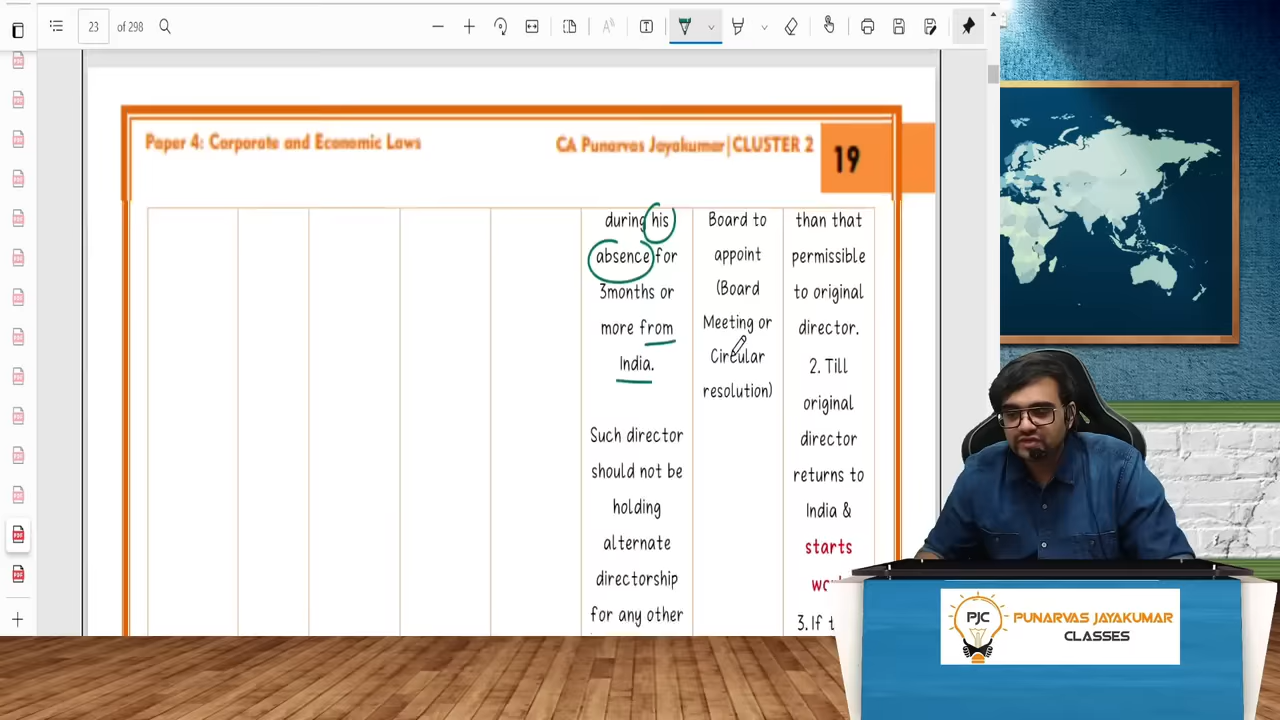 23 of 298
Paper 4: Corporate and Economic Laws
CA Punarvas Jayakumar|CLUSTER 2
19
during his
absence for
3months or
more from
India.
Such director
should not be
holding
alternate
directorship
for any other
Board to
appoint
(Board
Meeting or
Circular
resolution)
than that
permissible
to original
director.
2. Till
original
director
returns to
India &
starts
3. If
PJC
PUNARVAS JAYAKUMAR
CLASSES